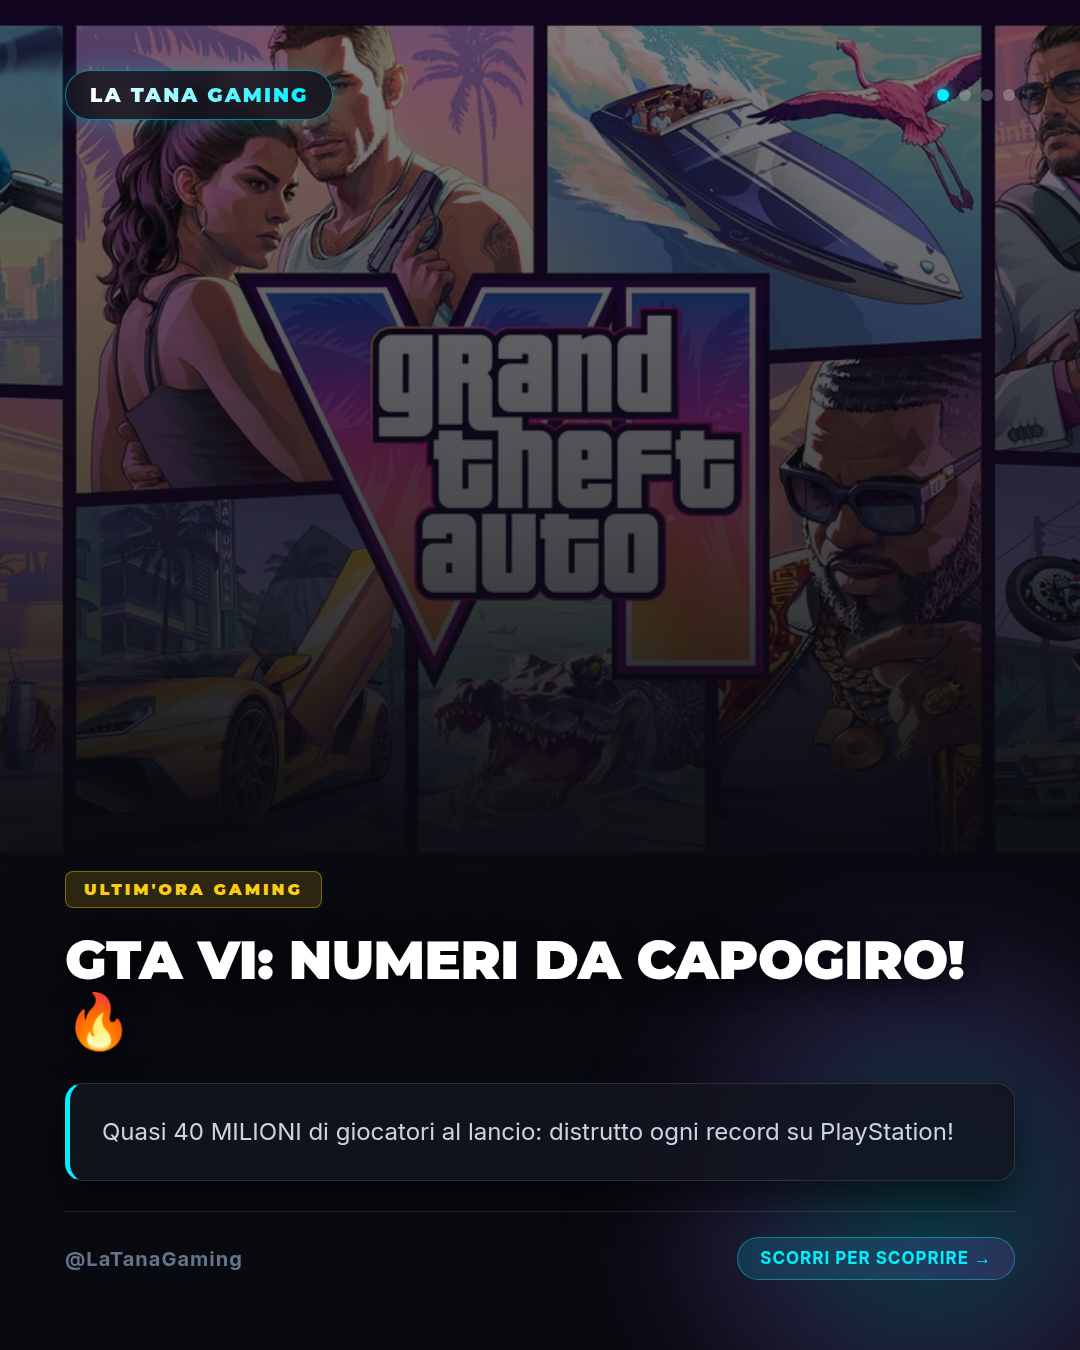 LA TANA GAMING
grand
theft
auto
VI
ULTIM'ORA GAMING
GTA VI: NUMERI DA CAPOGIRO!
🔥
Quasi 40 MILIONI di giocatori al lancio: distrutto ogni record su PlayStation!
@LaTanaGaming
SCORRI PER SCOPRIRE →